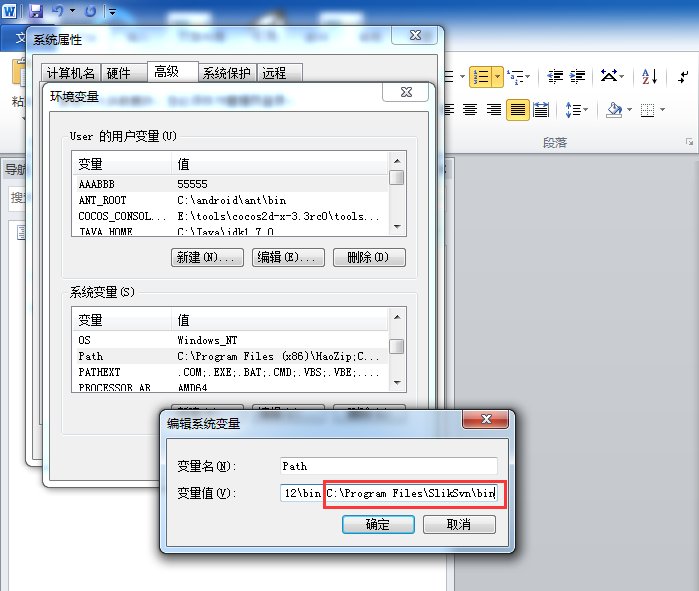 W
系统属性
计算机名 硬件 高级 系统保护 远程
环境变量
User 的用户变量(U)
变量 值
AAABBB 55555
ANT_ROOT C:\android\ant\bin
COCOS_CONSOL... E:\tools\cocos2d-x-3.3rc0\tools...
JAVA_HOME C:\Java\jdk1.7.0
新建(N)... 编辑(E)... 删除(D)
系统变量(S)
变量 值
OS Windows_NT
Path C:\Program Files (x86)\HaoZip;C...
PATHEXT .COM;.EXE;.BAT;.CMD;.VBS;.VBE;....
PROCESSOR_AR AMD64
编辑系统变量
变量名(N): Path
变量值(V): 12\bin C:\Program Files\SlikSvn\bin
确定 取消
文
粘
段落
导航
搜